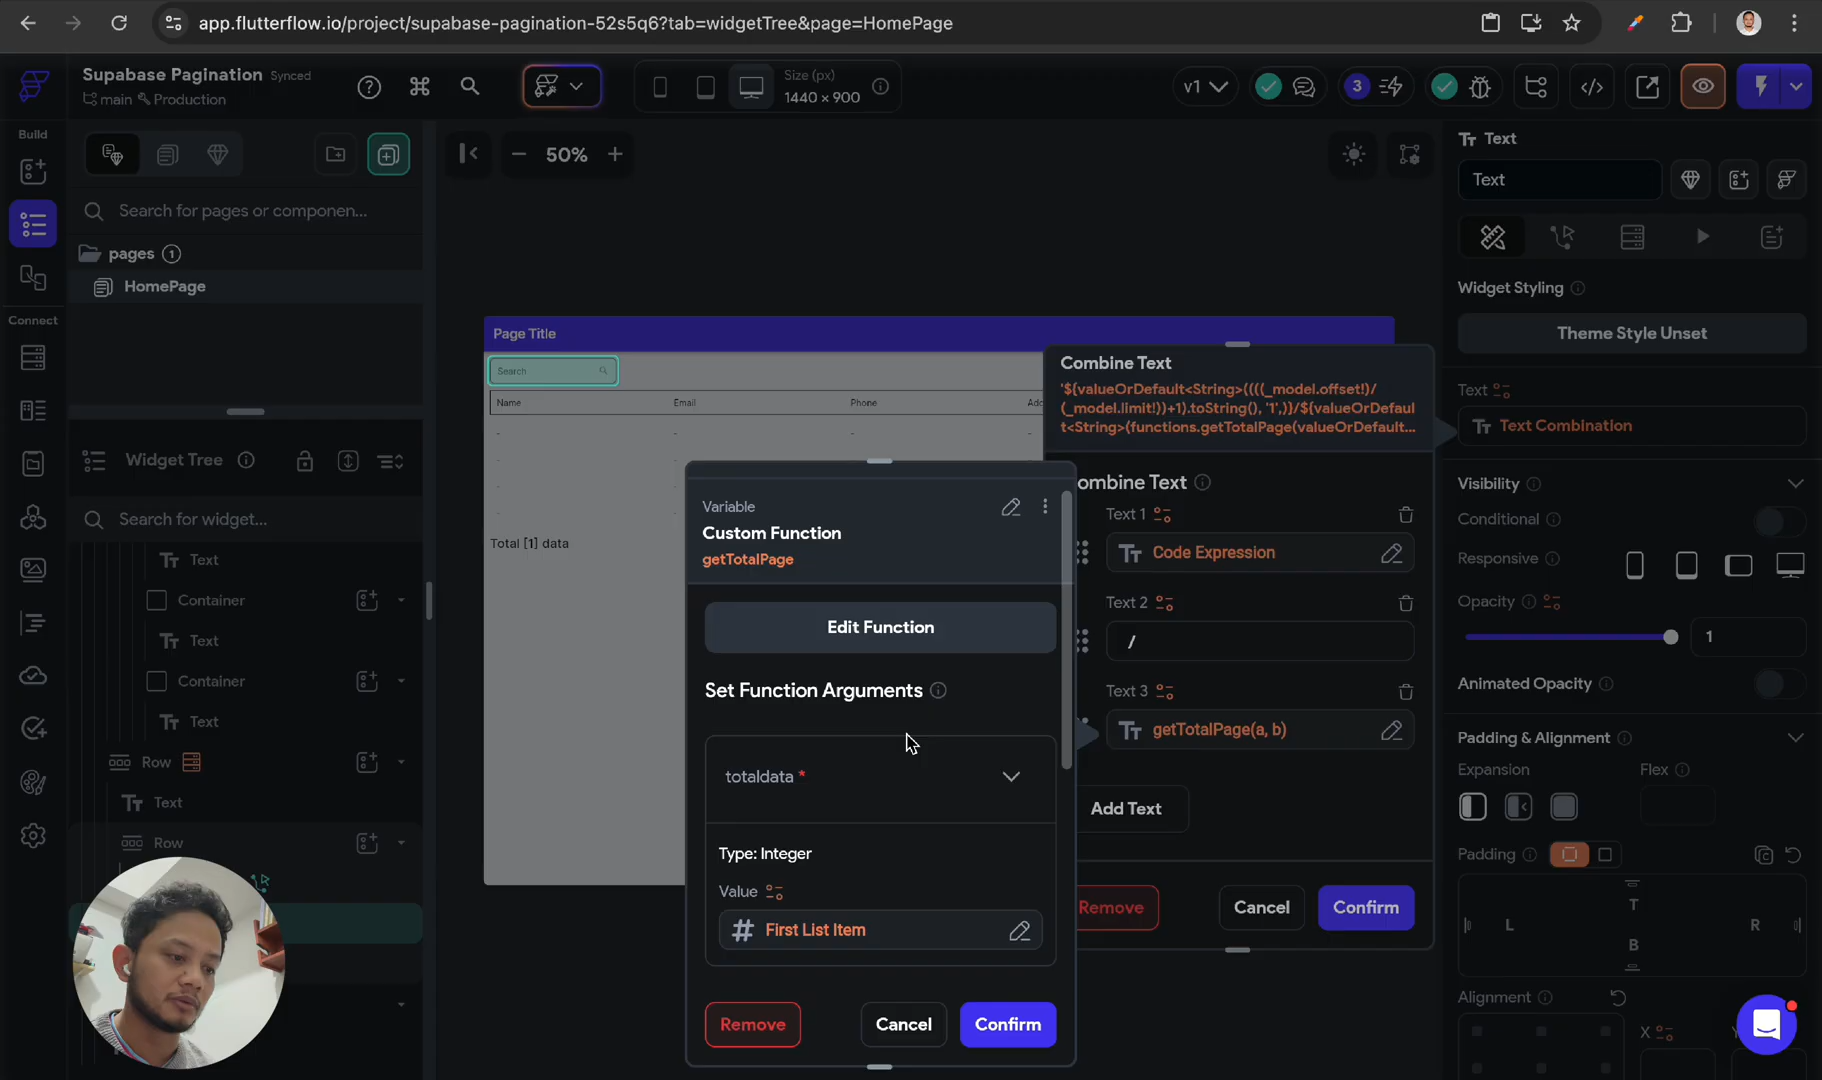 app.flutterflow.io/project/supabase-pagination-52s5q6?tab=widgetTree&page=HomePage
Supabase Pagination Synced
main Production
Size (px)
1440 × 900
v1
3
Build
Connect
50%
Search for pages or componen...
pages 1
HomePage
Widget Tree
Search for widget...
Text
Container
Text
Container
Text
Row
Text
Row
Page Title
Search
Name Email Phone
Total [1] data
Variable
Custom Function
getTotalPage
Edit Function
Set Function Arguments
totaldata *
Type: Integer
Value
First List Item
Remove Cancel Confirm
Combine Text
'${valueOrDefault<String>((((_model.offset!)/
(_model.limit!))+1).toString(), '1',)}/${valueOrDefaul
t<String>(functions.getTotalPage(valueOrDefault...
ombine Text
Text 1
Code Expression
Text 2
/
Text 3
getTotalPage(a, b)
Add Text
Remove Cancel Confirm
Text
Text
Widget Styling
Theme Style Unset
Text
Text Combination
Visibility
Conditional
Responsive
Opacity
1
Animated Opacity
Padding & Alignment
Expansion Flex
Padding
T
L R
B
Alignment
X